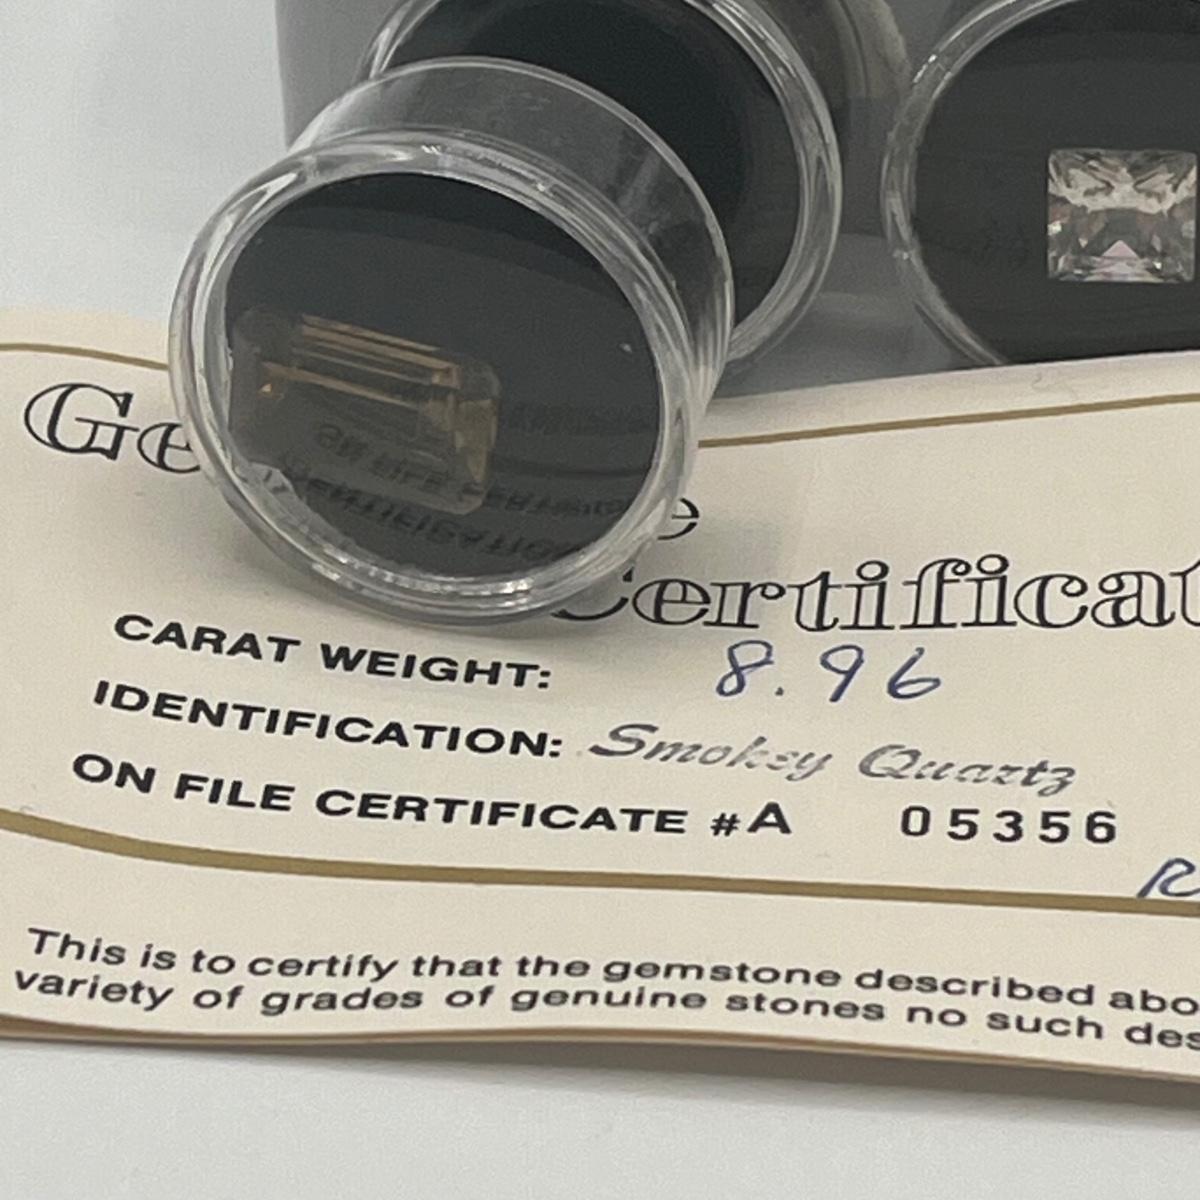 Ge
e
Certificat
CARAT WEIGHT: 8.96
IDENTIFICATION: Smokey Quartz
ON FILE CERTIFICATE #A 05356
R
This is to certify that the gemstone described abo
variety of grades of genuine stones no such des